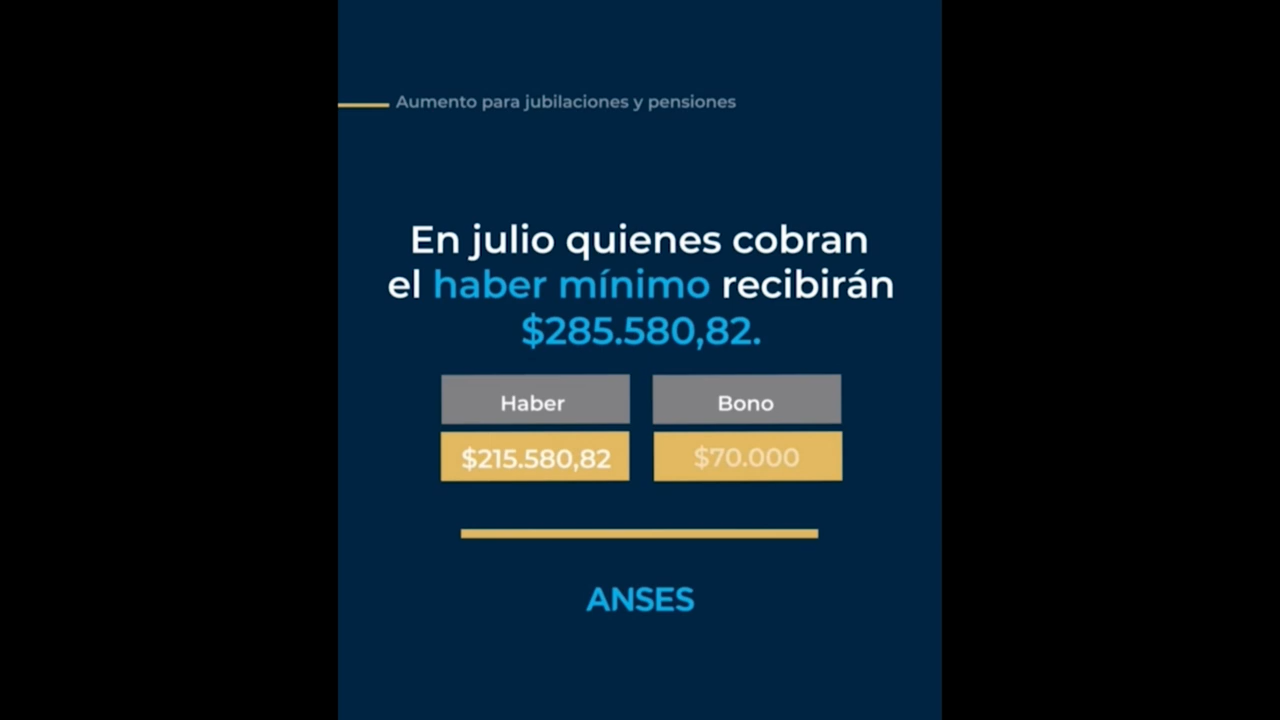 Aumento para jubilaciones y pensiones
En julio quienes cobran
el haber mínimo recibirán
$285.580,82.
Haber Bono
$215.580,82 $70.000
ANSES